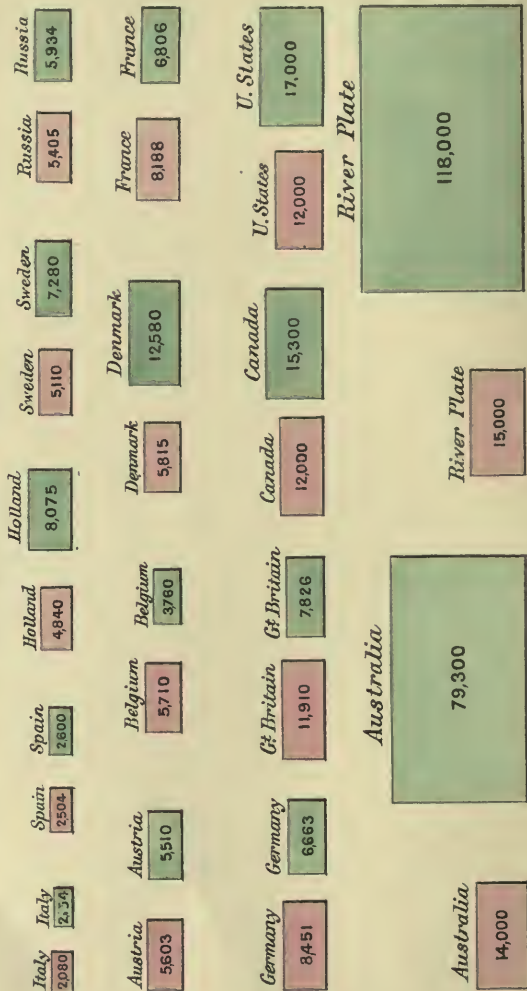 Italy Italy Spain Spain Holland Holland Sweden Sweden Russia Russia
2,080 2,504 2,600 4,840 8,075 5,110 7,280 5,405 5,934
Austria Austria Belgium Belgium Denmark Denmark France France
5,603 5,510 5,710 3,760 5,815 12,580 8,188 6,806
Germany Germany Gt. Britain Gt. Britain Canada Canada U. States U. States
8,451 6,663 11,910 7,826 12,000 15,300 12,000 17,000
Australia Australia River Plate River Plate
14,000 79,300 15,000 118,000